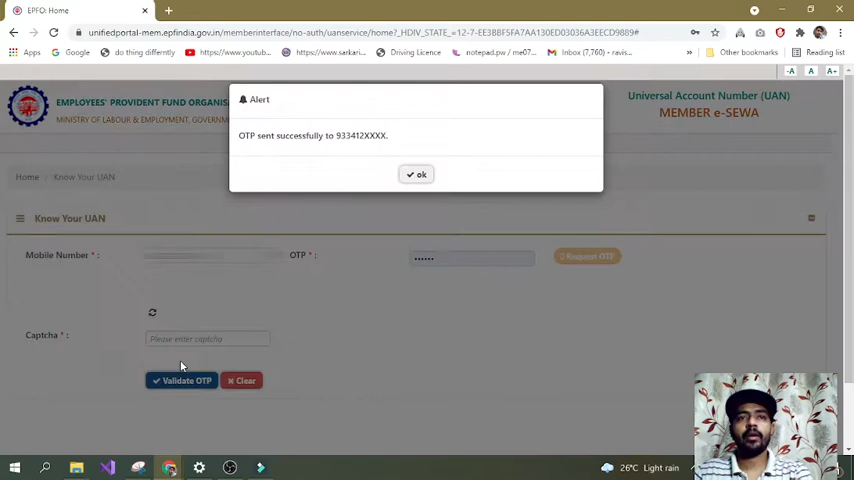 EPFO: Home
unifiedportal-mem.epfindia.gov.in/memberinterface/no-auth/uanservice/home?_HDIV_STATE_=12-7-EE3BBF5FA7AA130ED03036A3EECD9889#
Apps Google do thing differntly https://www.youtub... https://www.sarkari... Driving Licence notepad.pw / me07... Inbox (7,760) - ravis... Other bookmarks Reading list
-A A A+
EMPLOYEES' PROVIDENT FUND ORGANISA
MINISTRY OF LABOUR & EMPLOYMENT, GOVERNM
Universal Account Number (UAN)
MEMBER e-SEWA
Alert
OTP sent successfully to 933412XXXX.
ok
Home / Know Your UAN
Know Your UAN
Mobile Number * : OTP * : •••••• Request OTP
Captcha * : Please enter captcha
Validate OTP Clear
26°C Light rain